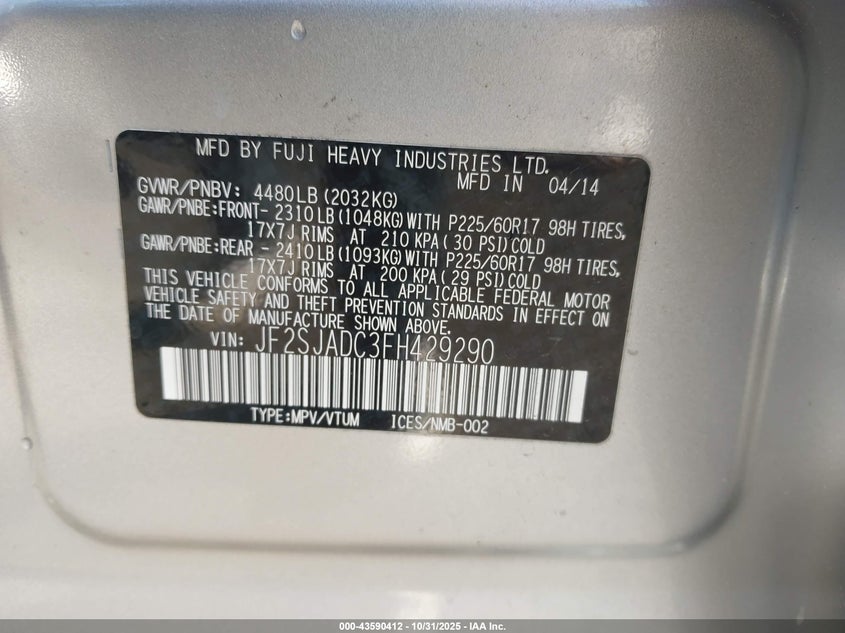 MFD BY FUJI HEAVY INDUSTRIES LTD.
MFD IN 04/14
GVWR/PNBV: 4480LB (2032KG)
GAWR/PNBE:FRONT- 2310 LB (1048KG) WITH P225/60R17 98H TIRES,
17X7J RIMS AT 210 KPA ( 30 PSI) COLD
GAWR/PNBE:REAR - 2410 LB (1093KG) WITH P225/60R17 98H TIRES,
17X7J RIMS AT 200 KPA ( 29 PSI) COLD
THIS VEHICLE CONFORMS TO ALL APPLICABLE FEDERAL MOTOR
VEHICLE SAFETY AND THEFT PREVENTION STANDARDS IN EFFECT ON
THE DATE OF MANUFACTURE SHOWN ABOVE.
VIN: JF2SJADC3FH429290
TYPE:MPV/VTUM ICES/NMB-002
000-43590412 - 10/31/2025 - IAA Inc.